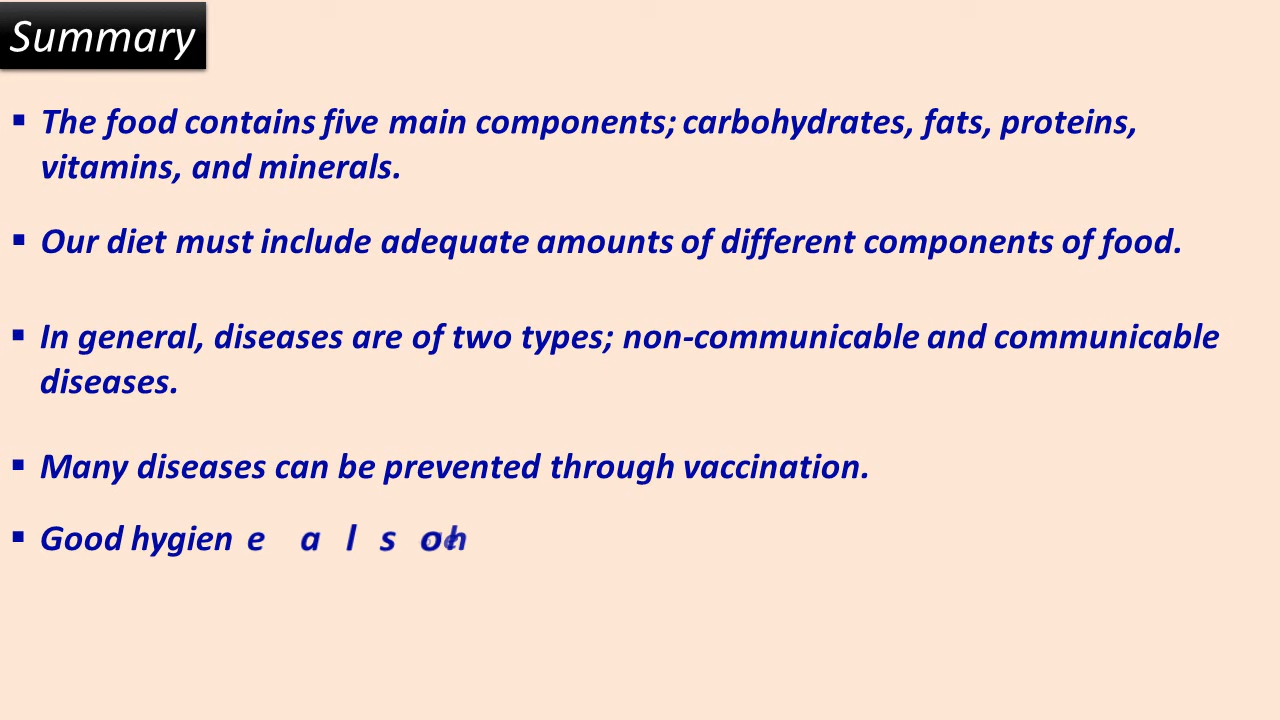 Summary
▪ The food contains five main components; carbohydrates, fats, proteins,
vitamins, and minerals.
▪ Our diet must include adequate amounts of different components of food.
▪ In general, diseases are of two types; non-communicable and communicable
diseases.
▪ Many diseases can be prevented through vaccination.
▪ Good hygiene also